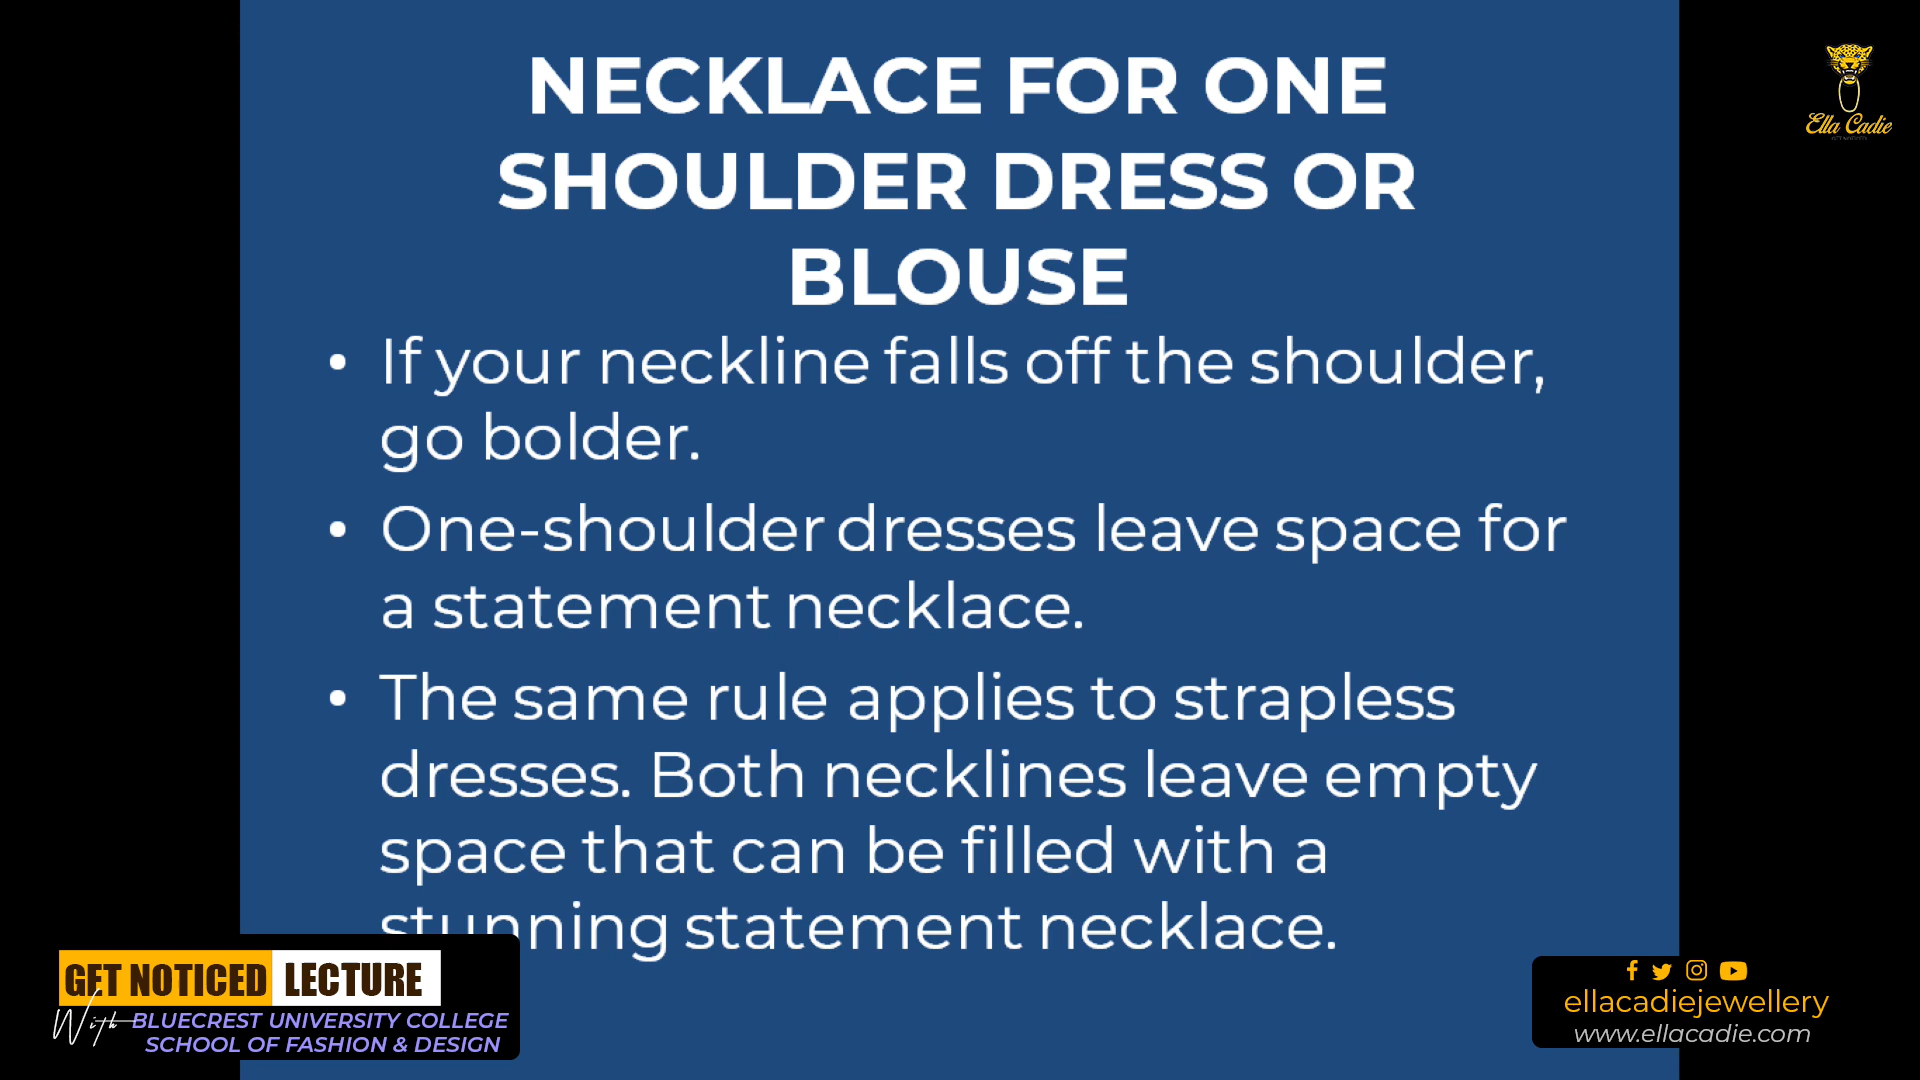 NECKLACE FOR ONE
SHOULDER DRESS OR
BLOUSE
• If your neckline falls off the shoulder,
go bolder.
• One-shoulder dresses leave space for
a statement necklace.
• The same rule applies to strapless
dresses. Both necklines leave empty
space that can be filled with a
stunning statement necklace.
Ella Cadie
GET NOTICED LECTURE
With BLUECREST UNIVERSITY COLLEGE
SCHOOL OF FASHION & DESIGN
ellacadiejewellery
www.ellacadie.com